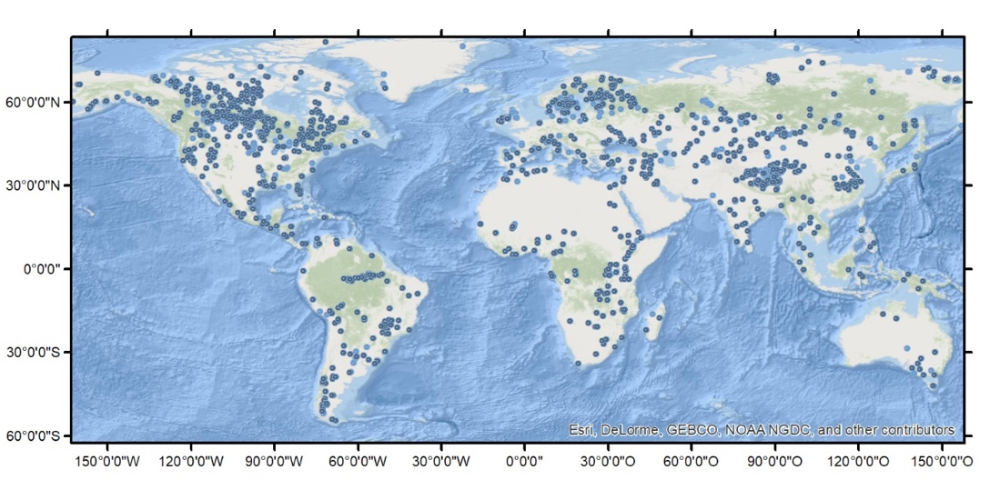 60°0'0"N
30°0'0"N
0°0'0"
30°0'0"S
60°0'0"S
Esri, DeLorme, GEBCO, NOAA NGDC, and other contributors
150°0'0"W 120°0'0"W 90°0'0"W 60°0'0"W 30°0'0"W 0°0'0" 30°0'0"O 60°0'0"O 90°0'0"O 120°0'0"O 150°0'0"O